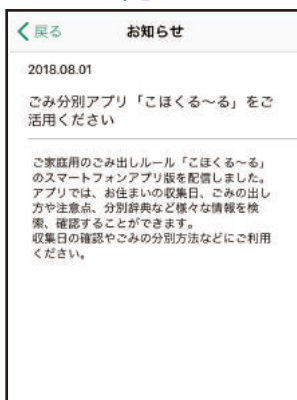 戻る お知らせ
2018.08.01
ごみ分別アプリ「こほくる～る」をご
活用ください
ご家庭用のごみ出しルール「こほくる～る」
のスマートフォンアプリ版を配信しました。
アプリでは、お住まいの収集日、ごみの出し
方や注意点、分別辞典など様々な情報を検
索、確認することができます。
収集日の確認やごみの分別方法などにご利用
ください。